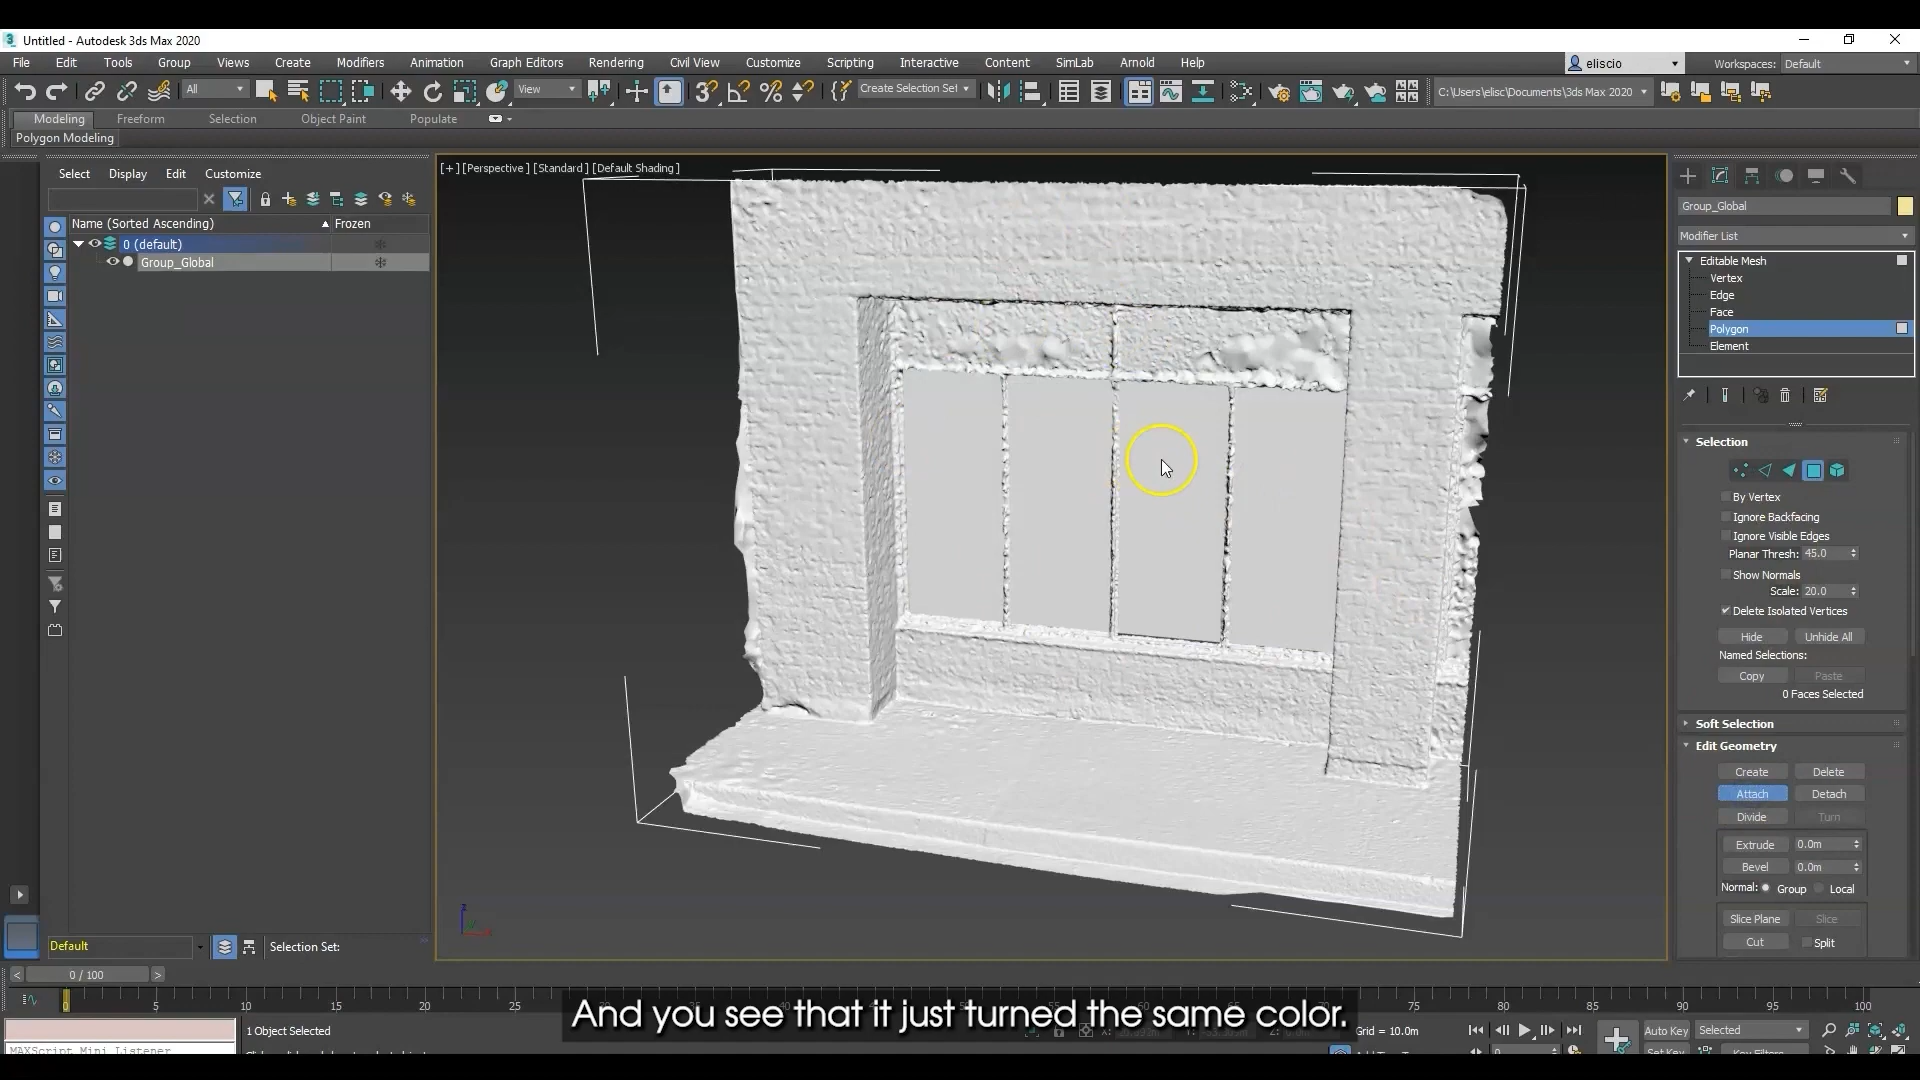 Untitled - Autodesk 3ds Max 2020
File Edit Tools Group Views Create Modifiers Animation Graph Editors Rendering Civil View Customize Scripting Interactive Content SimLab Arnold Help
eliscio
Workspaces: Default
All
View
Create Selection Set
C:\Users\elisc\Documents\3ds Max 2020
Modeling Freeform Selection Object Paint Populate
Polygon Modeling
Select Display Edit Customize
Name (Sorted Ascending) Frozen
0 (default)
Group_Global
[+] [Perspective] [Standard] [Default Shading]
Group_Global
Modifier List
Editable Mesh
Vertex
Edge
Face
Polygon
Element
Selection
By Vertex
Ignore Backfacing
Ignore Visible Edges
Planar Thresh: 45.0
Show Normals
Scale: 20.0
Delete Isolated Vertices
Hide Unhide All
Named Selections:
Copy Paste
0 Faces Selected
Soft Selection
Edit Geometry
Create Delete
Attach Detach
Divide Turn
Extrude 0.0m
Bevel 0.0m
Normal: Group Local
Slice Plane Slice
Cut Split
Default
Selection Set:
0 / 100
0 5 10 15 20 25 75 80 85 90 95 100
And you see that it just turned the same color.
1 Object Selected
MAXScript Mini Listener
Grid = 10.0m
Auto Key Selected
Set Key Key Filters
0